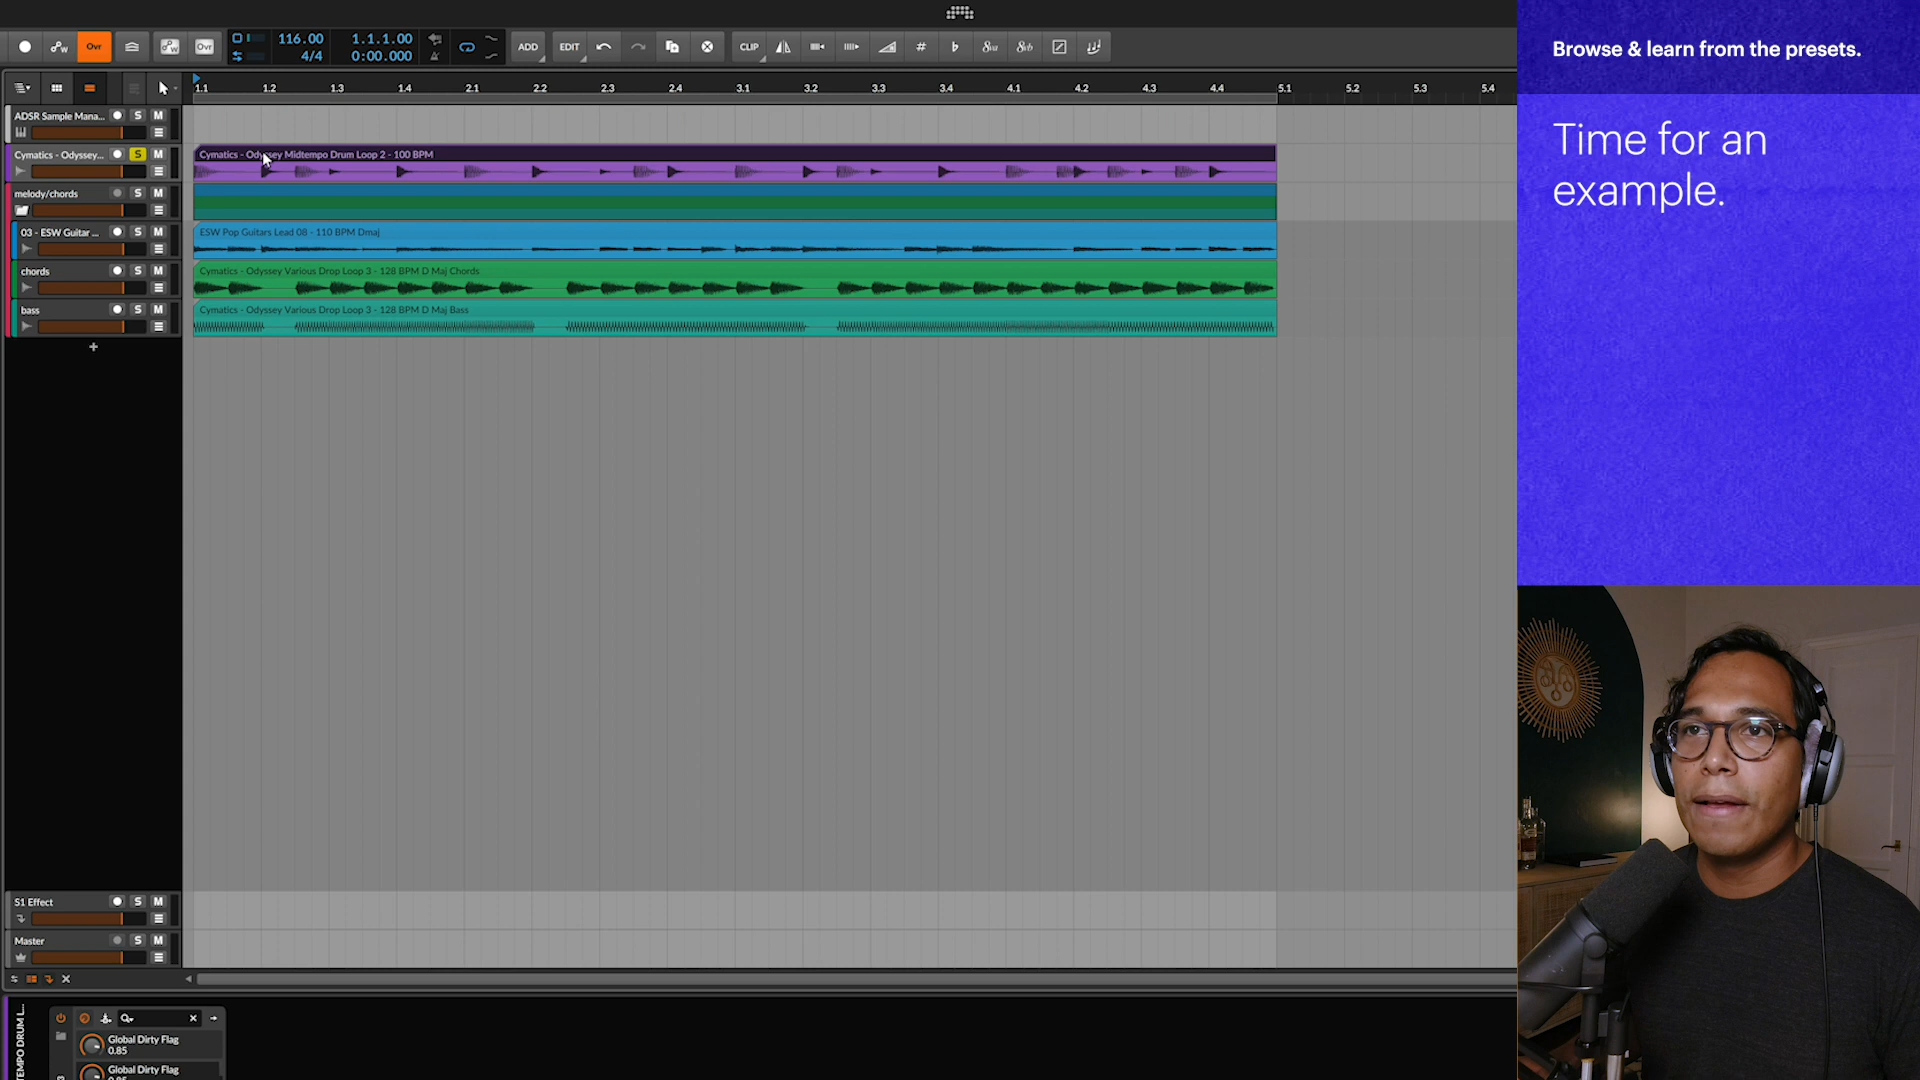 Ovr
Ovr
116.00
4/4
1.1.1.00
0:00.000
ADD
EDIT
CLIP
Browse & learn from the presets.
Time for an
example.
1.1
1.2
1.3
1.4
2.1
2.2
2.3
2.4
3.1
3.2
3.3
3.4
4.1
4.2
4.3
4.4
5.1
5.2
5.3
5.4
ADSR Sample Mana...
S M
Cymatics - Odyssey...
S M
Cymatics - Odyssey Midtempo Drum Loop 2 - 100 BPM
melody/chords
S M
03 - ESW Guitar ...
S M
ESW Pop Guitars Lead 08 - 110 BPM Dmaj
chords
S M
Cymatics - Odyssey Various Drop Loop 3 - 128 BPM D Maj Chords
bass
S M
Cymatics - Odyssey Various Drop Loop 3 - 128 BPM D Maj Bass
S1 Effect
S M
Master
S M
TEMPO DRUM L...
Global Dirty Flag
0.85
Global Dirty Flag